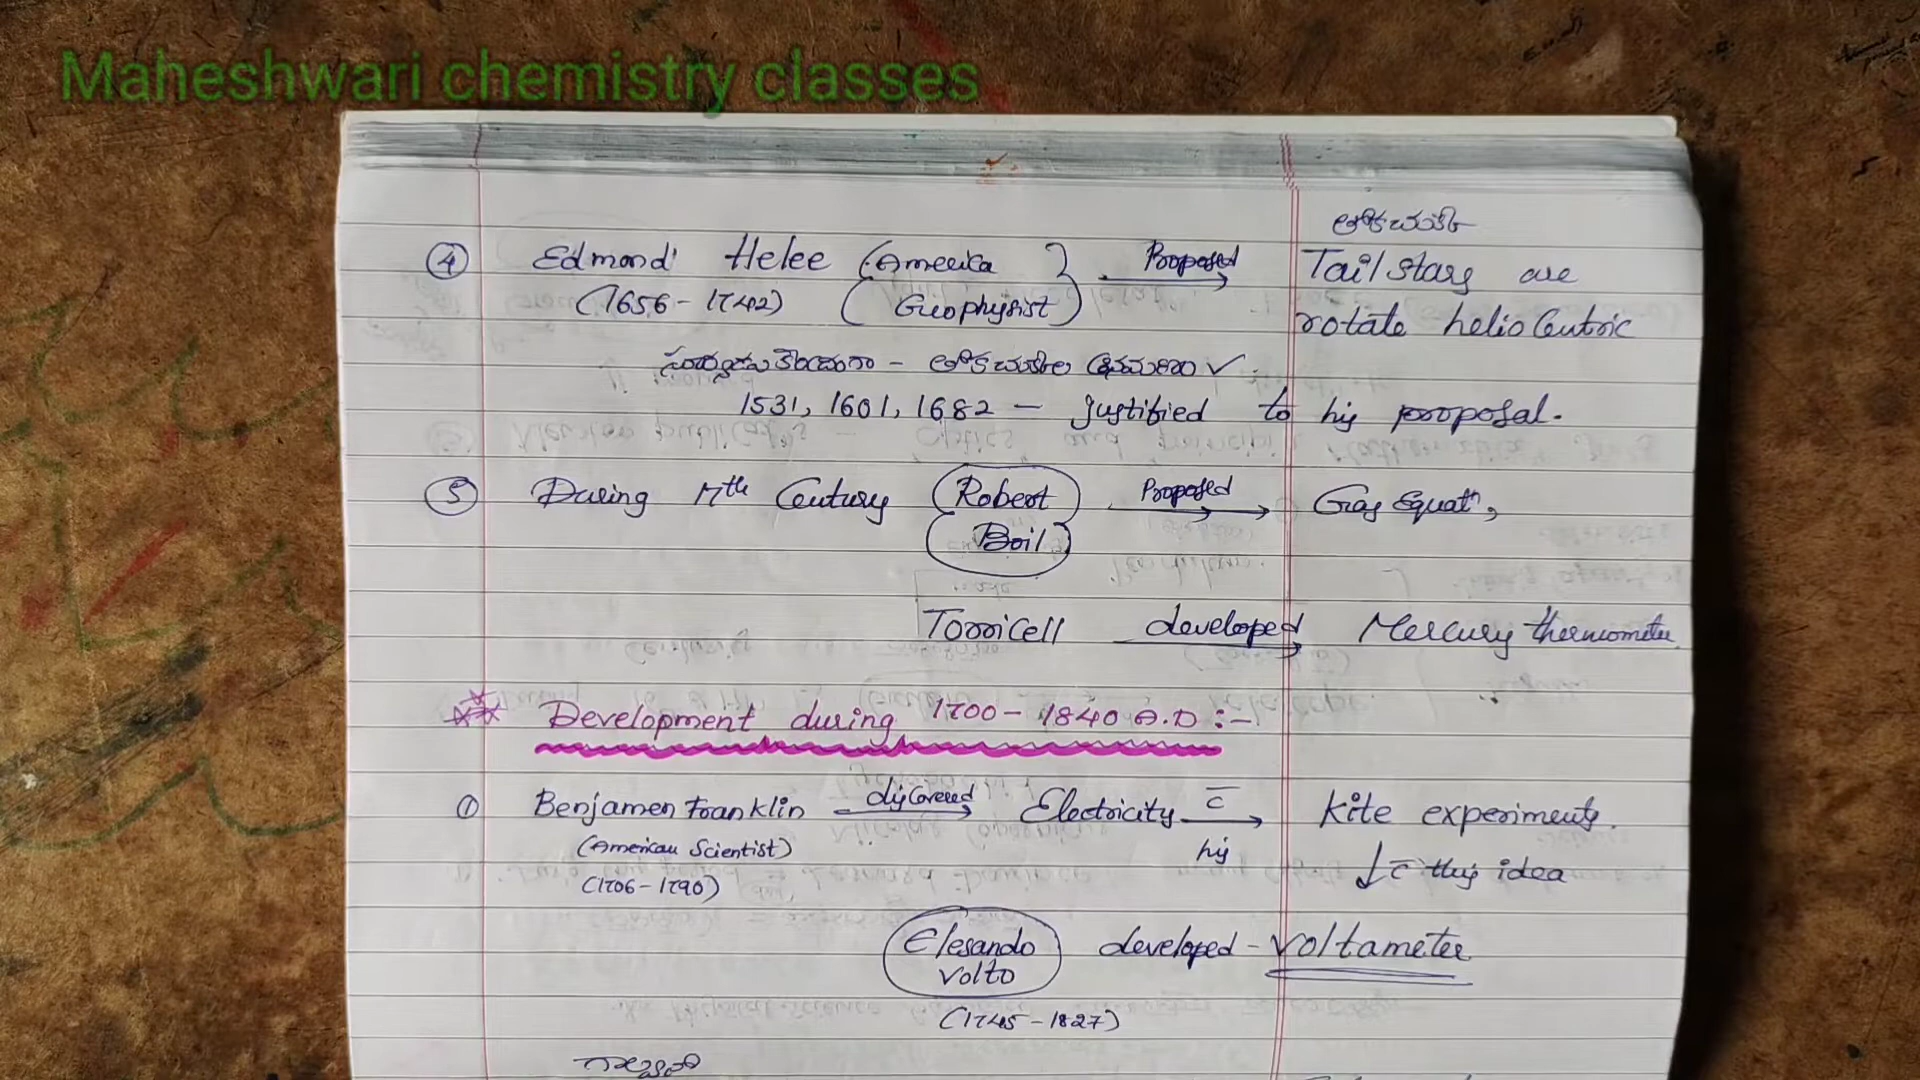 Maheshwari chemistry classes
④ Edmond Helee (America Geophysist) Proposed → Tail stars are
(1656 - 1742) rotate helioCentric
1531, 1601, 1682 - justified to his proposal.
⑤ During 17th Century Robert Boil Proposed → Gas Equatn,
Torricell developed → Mercury thermometer
Development during 1700 - 1840 A.D :-
① Benjamen Franklin discovered → Electricity c̅ his → Kite experiments.
(American Scientist) ↓ c̅ this idea
(1706 - 1790)
Elesando Volto developed - Voltameter
(1745 - 1827)